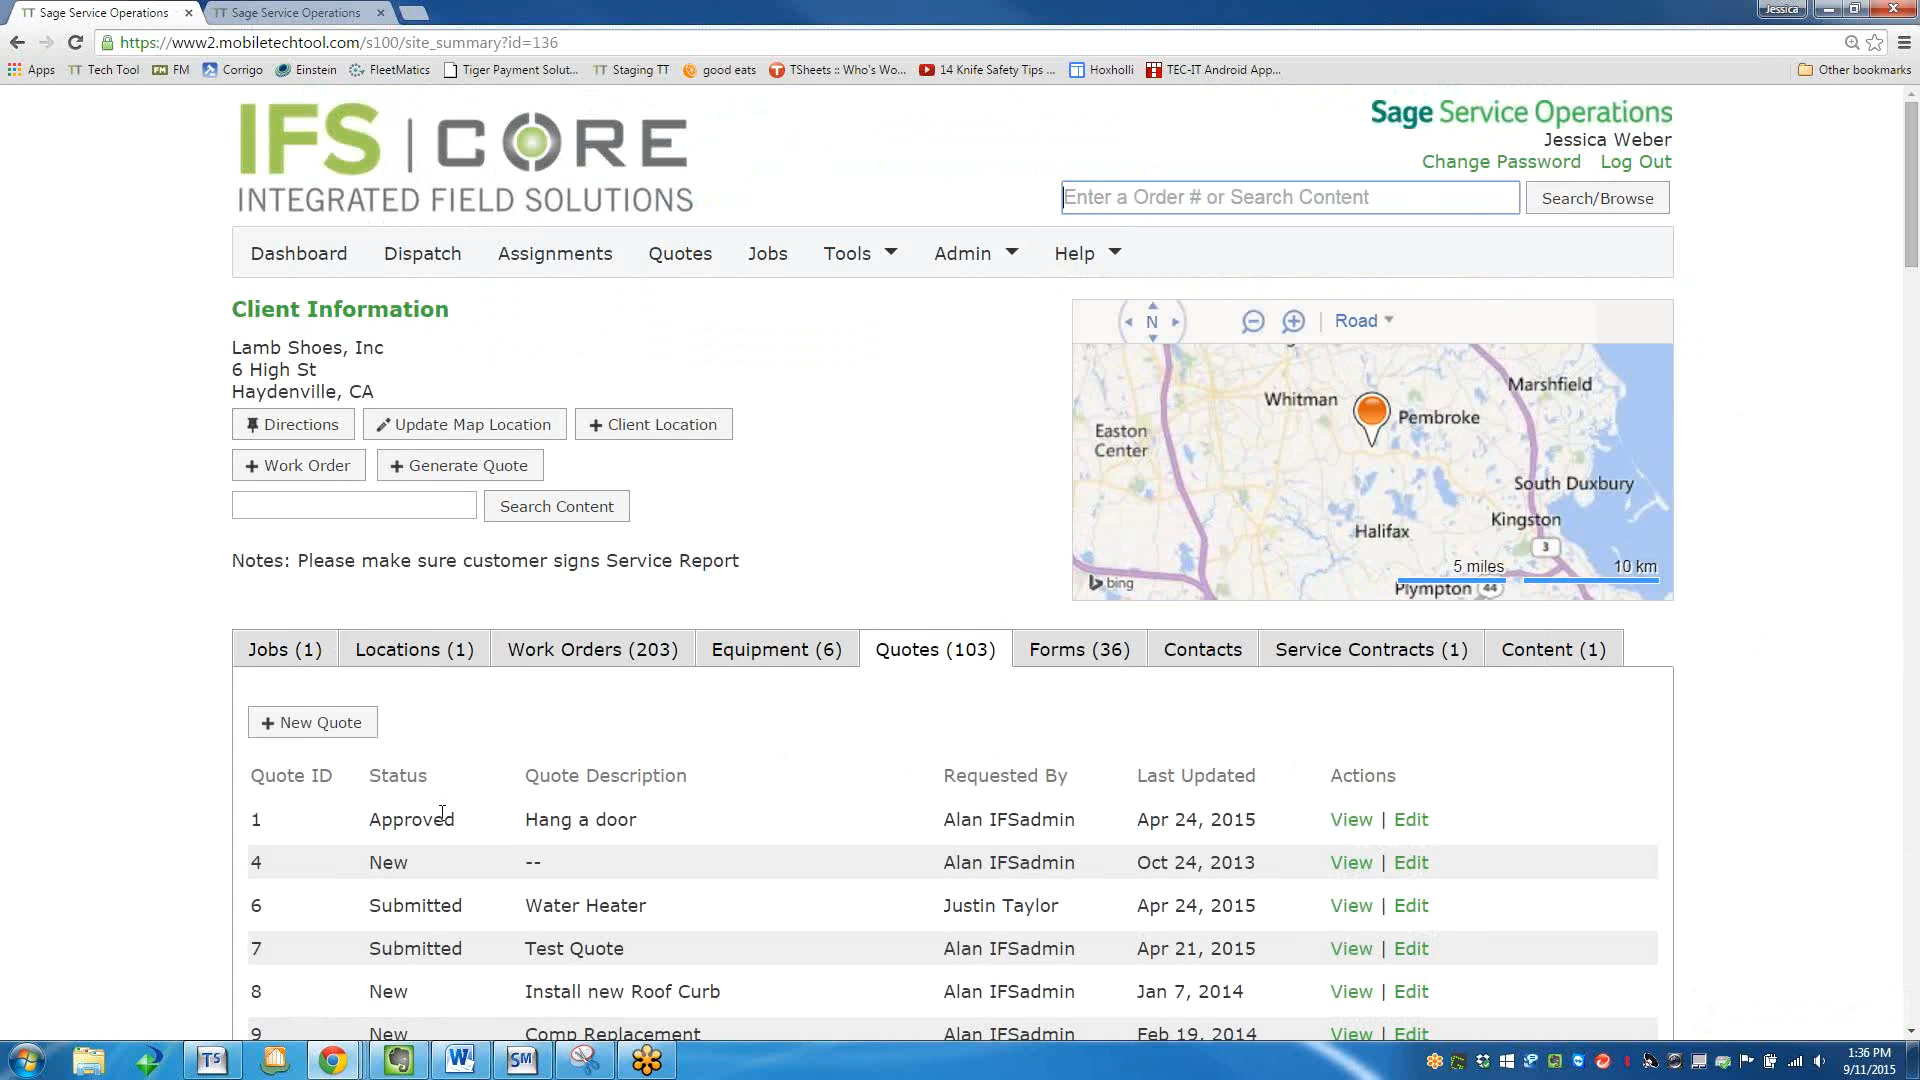 TT Sage Service Operations
TT Sage Service Operations
Jessica
https://www2.mobiletechtool.com/s100/site_summary?id=136
Apps TT Tech Tool FM FM Corrigo Einstein FleetMatics Tiger Payment Solut... TT Staging TT good eats TSheets :: Who's Wo... 14 Knife Safety Tips ... Hoxholli TEC-IT Android App... Other bookmarks
IFS | CORE
INTEGRATED FIELD SOLUTIONS
Sage Service Operations
Jessica Weber
Change Password Log Out
Enter a Order # or Search Content Search/Browse
Dashboard Dispatch Assignments Quotes Jobs Tools Admin Help
Client Information
Lamb Shoes, Inc
6 High St
Haydenville, CA
Directions Update Map Location + Client Location
+ Work Order + Generate Quote
Search Content
Notes: Please make sure customer signs Service Report
N Road
Marshfield
Whitman
Pembroke
Easton
Center
South Duxbury
Kingston
Halifax
3
5 miles 10 km
bing
Plympton 44
Jobs (1) Locations (1) Work Orders (203) Equipment (6) Quotes (103) Forms (36) Contacts Service Contracts (1) Content (1)
+ New Quote
Quote ID Status Quote Description Requested By Last Updated Actions
1 Approved Hang a door Alan IFSadmin Apr 24, 2015 View | Edit
4 New -- Alan IFSadmin Oct 24, 2013 View | Edit
6 Submitted Water Heater Justin Taylor Apr 24, 2015 View | Edit
7 Submitted Test Quote Alan IFSadmin Apr 21, 2015 View | Edit
8 New Install new Roof Curb Alan IFSadmin Jan 7, 2014 View | Edit
9 New Comp Replacement Alan IFSadmin Feb 19, 2014 View | Edit
TS W SM
1:36 PM
9/11/2015